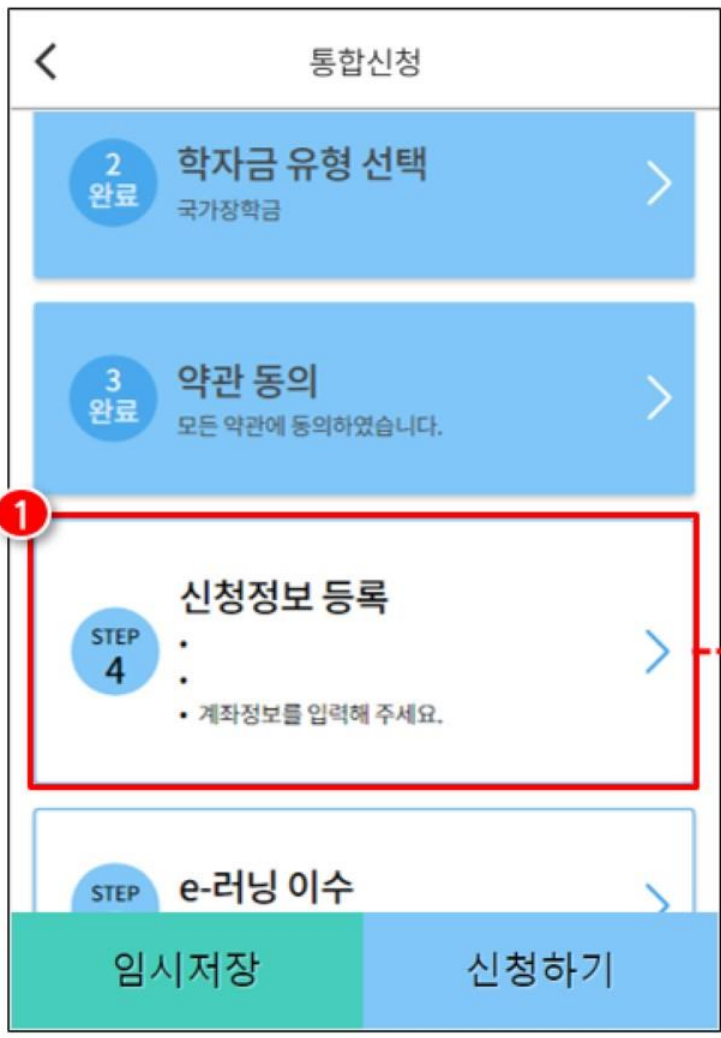 통합신청
2
완료
학자금 유형 선택
국가장학금
3
완료
약관 동의
모든 약관에 동의하였습니다.
1
신청정보 등록
STEP
4
•
•
• 계좌정보를 입력해 주세요.
STEP
e-러닝 이수
임시저장
신청하기